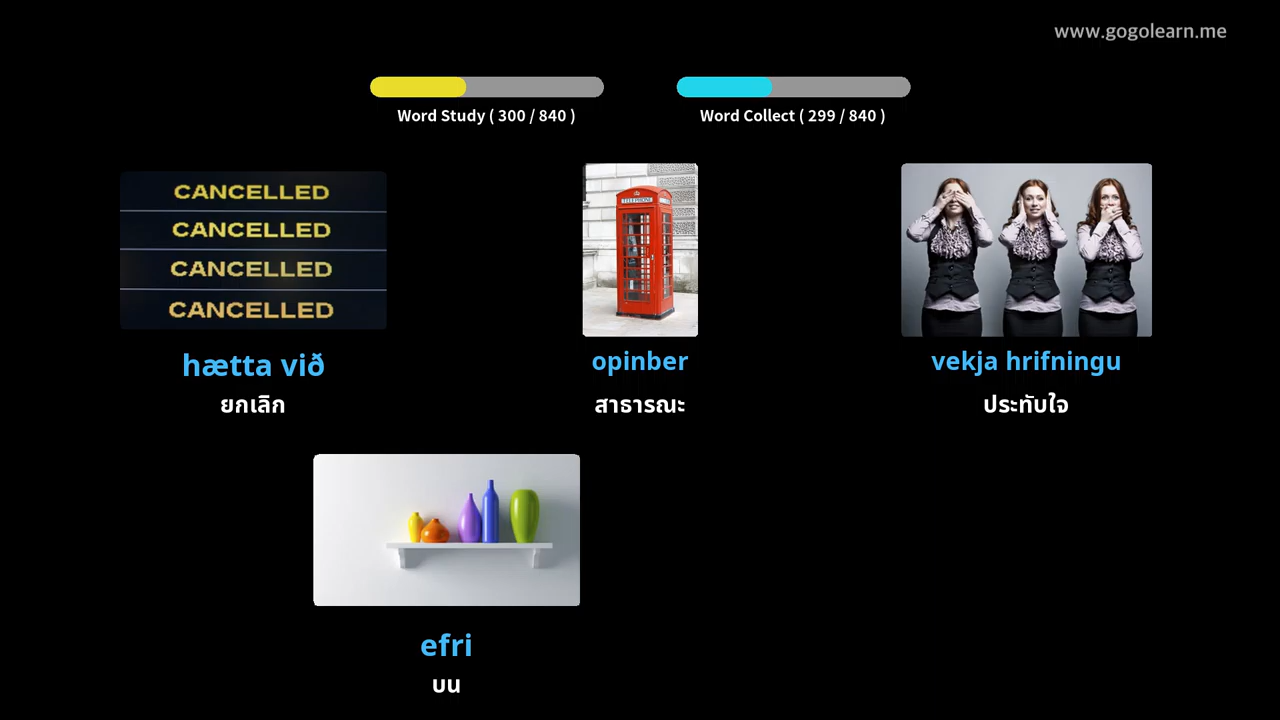 www.gogolearn.me
Word Study ( 300 / 840 )
Word Collect ( 299 / 840 )
CANCELLED
CANCELLED
CANCELLED
CANCELLED
TELEPHONE
hætta við
ยกเลิก
opinber
สาธารณะ
vekja hrifningu
ประทับใจ
efri
บน